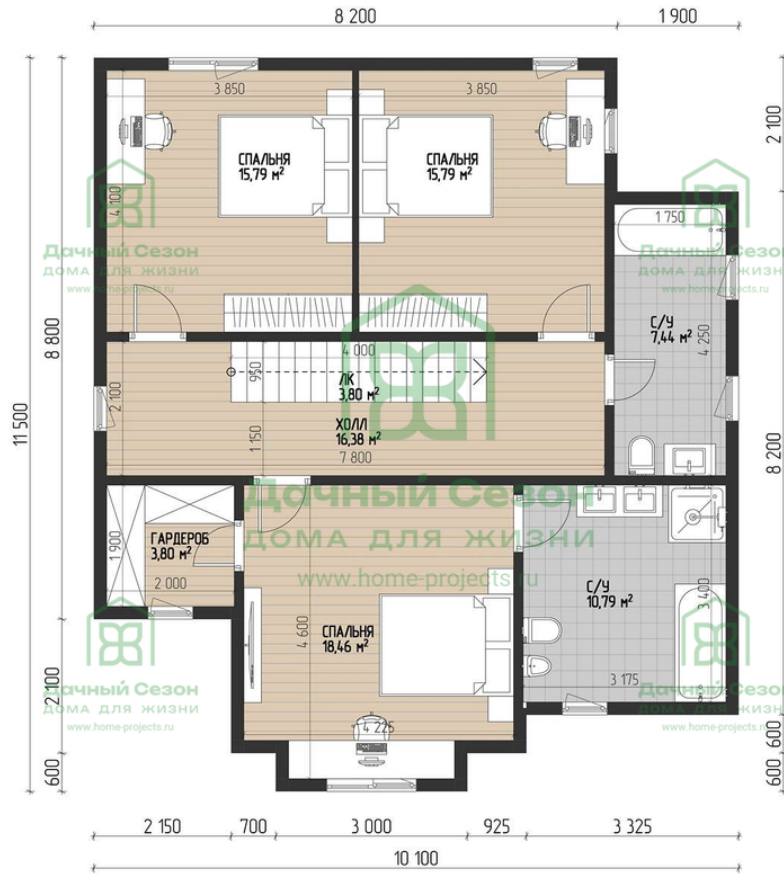 8 200
1 900
3 850
3 850
2 100
СПАЛЬНЯ
15,79 м²
СПАЛЬНЯ
15,79 м²
4 100
1 750
Дачный Сезон
ДОМА ДЛЯ ЖИЗНИ
www.home-projects.ru
Дачный Сезон
ДОМА ДЛЯ ЖИЗНИ
www.home-projects.ru
С/У
7,44 м²
4 250
8 800
11 500
8 200
4 000
950
ЛК
3,80 м²
2 100
1 150
ХОЛЛ
16,38 м²
7 800
Дачный Сезон
ДОМА ДЛЯ ЖИЗНИ
www.home-projects.ru
ГАРДЕРОБ
3,80 м²
1 900
2 000
С/У
10,79 м²
3 400
3 175
СПАЛЬНЯ
18,46 м²
4 600
4 225
2 100
Дачный Сезон
ДОМА ДЛЯ ЖИЗНИ
www.home-projects.ru
Дачный Сезон
ДОМА ДЛЯ ЖИЗНИ
www.home-projects.ru
600
600
600
2 150
700
3 000
925
3 325
10 100